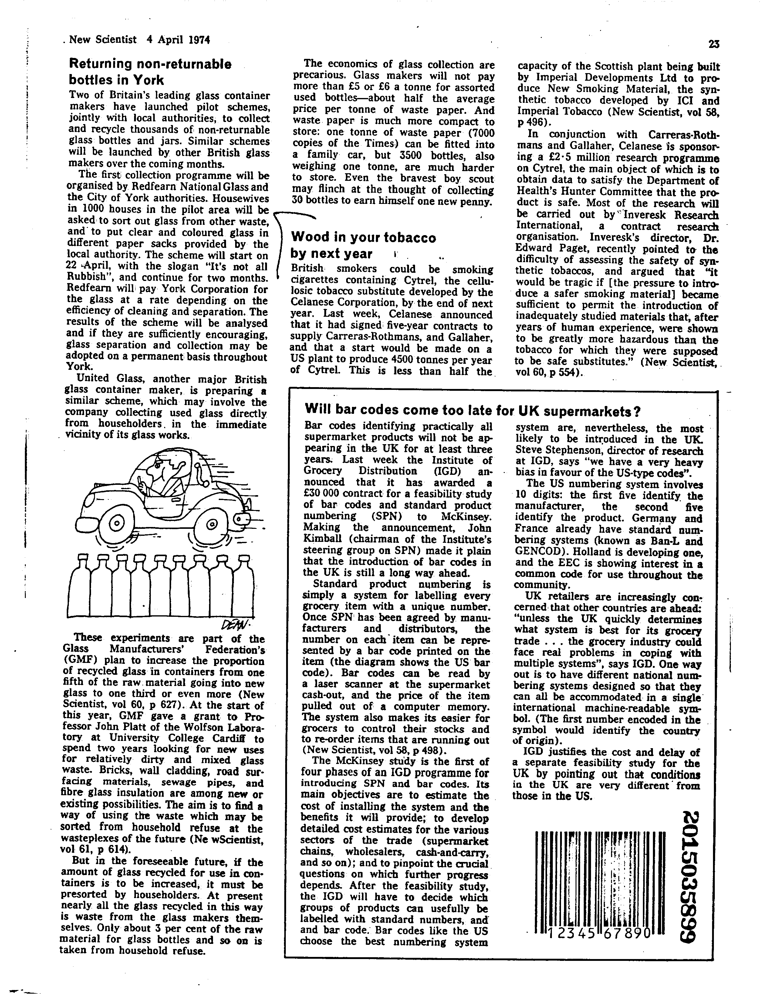 . New Scientist 4 April 1974
23
Returning non-returnable
bottles in York
Two of Britain's leading glass container
makers have launched pilot schemes,
jointly with local authorities, to collect
and recycle thousands of non-returnable
glass bottles and jars. Similar schemes
will be launched by other British glass
makers over the coming months.
The first collection programme will be
organised by Redfearn National Glass and
the City of York authorities. Housewives
in 1000 houses in the pilot area will be
asked to sort out glass from other waste,
and to put clear and coloured glass in
different paper sacks provided by the
local authority. The scheme will start on
22 April, with the slogan "It's not all
Rubbish", and continue for two months.
Redfearn will pay York Corporation for
the glass at a rate depending on the
efficiency of cleaning and separation. The
results of the scheme will be analysed
and if they are sufficiently encouraging,
glass separation and collection may be
adopted on a permanent basis throughout
York.
United Glass, another major British
glass container maker, is preparing a
similar scheme, which may involve the
company collecting used glass directly
from householders in the immediate
vicinity of its glass works.
DEAN.
These experiments are part of the
Glass Manufacturers' Federation's
(GMF) plan to increase the proportion
of recycled glass in containers from one
fifth of the raw material going into new
glass to one third or even more (New
Scientist, vol 60, p 627). At the start of
this year, GMF gave a grant to Pro-
fessor John Platt of the Wolfson Labora-
tory at University College Cardiff to
spend two years looking for new uses
for relatively dirty and mixed glass
waste. Bricks, wall cladding, road sur-
facing materials, sewage pipes, and
fibre glass insulation are among new or
existing possibilities. The aim is to find a
way of using the waste which may be
sorted from household refuse at the
wasteplexes of the future (Ne wScientist,
vol 61, p 614).
But in the foreseeable future, if the
amount of glass recycled for use in con-
tainers is to be increased, it must be
presorted by householders. At present
nearly all the glass recycled in this way
is waste from the glass makers them-
selves. Only about 3 per cent of the raw
material for glass bottles and so on is
taken from household refuse.
The economics of glass collection are
precarious. Glass makers will not pay
more than £5 or £6 a tonne for assorted
used bottles—about half the average
price per tonne of waste paper. And
waste paper is much more compact to
store: one tonne of waste paper (7000
copies of the Times) can be fitted into
a family car, but 3500 bottles, also
weighing one tonne, are much harder
to store. Even the bravest boy scout
may flinch at the thought of collecting
30 bottles to earn himself one new penny.
Wood in your tobacco
by next year
British smokers could be smoking
cigarettes containing Cytrel, the cellu-
losic tobacco substitute developed by the
Celanese Corporation, by the end of next
year. Last week, Celanese announced
that it had signed five-year contracts to
supply Carreras-Rothmans, and Gallaher,
and that a start would be made on a
US plant to produce 4500 tonnes per year
of Cytrel. This is less than half the
capacity of the Scottish plant being built
by Imperial Developments Ltd to pro-
duce New Smoking Material, the syn-
thetic tobacco developed by ICI and
Imperial Tobacco (New Scientist, vol 58,
p 496).
In conjunction with Carreras-Roth-
mans and Gallaher, Celanese is sponsor-
ing a £2·5 million research programme
on Cytrel, the main object of which is to
obtain data to satisfy the Department of
Health's Hunter Committee that the pro-
duct is safe. Most of the research will
be carried out by Inveresk Research
International, a contract research
organisation. Inveresk's director, Dr.
Edward Paget, recently pointed to the
difficulty of assessing the safety of syn-
thetic tobaccos, and argued that "it
would be tragic if [the pressure to intro-
duce a safer smoking material] became
sufficient to permit the introduction of
inadequately studied materials that, after
years of human experience, were shown
to be greatly more hazardous than the
tobacco for which they were supposed
to be safe substitutes." (New Scientist,
vol 60, p 554).
Will bar codes come too late for UK supermarkets?
Bar codes identifying practically all
supermarket products will not be ap-
pearing in the UK for at least three
years. Last week the Institute of
Grocery Distribution (IGD) an-
nounced that it has awarded a
£30 000 contract for a feasibility study
of bar codes and standard product
numbering (SPN) to McKinsey.
Making the announcement, John
Kimball (chairman of the Institute's
steering group on SPN) made it plain
that the introduction of bar codes in
the UK is still a long way ahead.
Standard product numbering is
simply a system for labelling every
grocery item with a unique number.
Once SPN has been agreed by manu-
facturers and distributors, the
number on each item can be repre-
sented by a bar code printed on the
item (the diagram shows the US bar
code). Bar codes can be read by
a laser scanner at the supermarket
cash-out, and the price of the item
pulled out of a computer memory.
The system also makes its easier for
grocers to control their stocks and
to re-order items that are running out
(New Scientist, vol 58, p 498).
The McKinsey study is the first of
four phases of an IGD programme for
introducing SPN and bar codes. Its
main objectives are to estimate the
cost of installing the system and the
benefits it will provide; to develop
detailed cost estimates for the various
sectors of the trade (supermarket
chains, wholesalers, cash-and-carry,
and so on); and to pinpoint the crucial
questions on which further progress
depends. After the feasibility study,
the IGD will have to decide which
groups of products can usefully be
labelled with standard numbers, and
and bar code. Bar codes like the US
choose the best numbering system
system are, nevertheless, the most
likely to be introduced in the UK.
Steve Stephenson, director of research
at IGD, says "we have a very heavy
bias in favour of the US-type codes".
The US numbering system involves
10 digits: the first five identify the
manufacturer, the second five
identify the product. Germany and
France already have standard num-
bering systems (known as Ban-L and
GENCOD). Holland is developing one,
and the EEC is showing interest in a
common code for use throughout the
community.
UK retailers are increasingly con-
cerned that other countries are ahead:
"unless the UK quickly determines
what system is best for its grocery
trade . . . the grocery industry could
face real problems in coping with
multiple systems", says IGD. One way
out is to have different national num-
bering systems designed so that they
can all be accommodated in a single
international machine-readable sym-
bol. (The first number encoded in the
symbol would identify the country
of origin).
IGD justifies the cost and delay of
a separate feasibility study for the
UK by pointing out that conditions
in the UK are very different from
those in the US.
12345 67890
2015035899